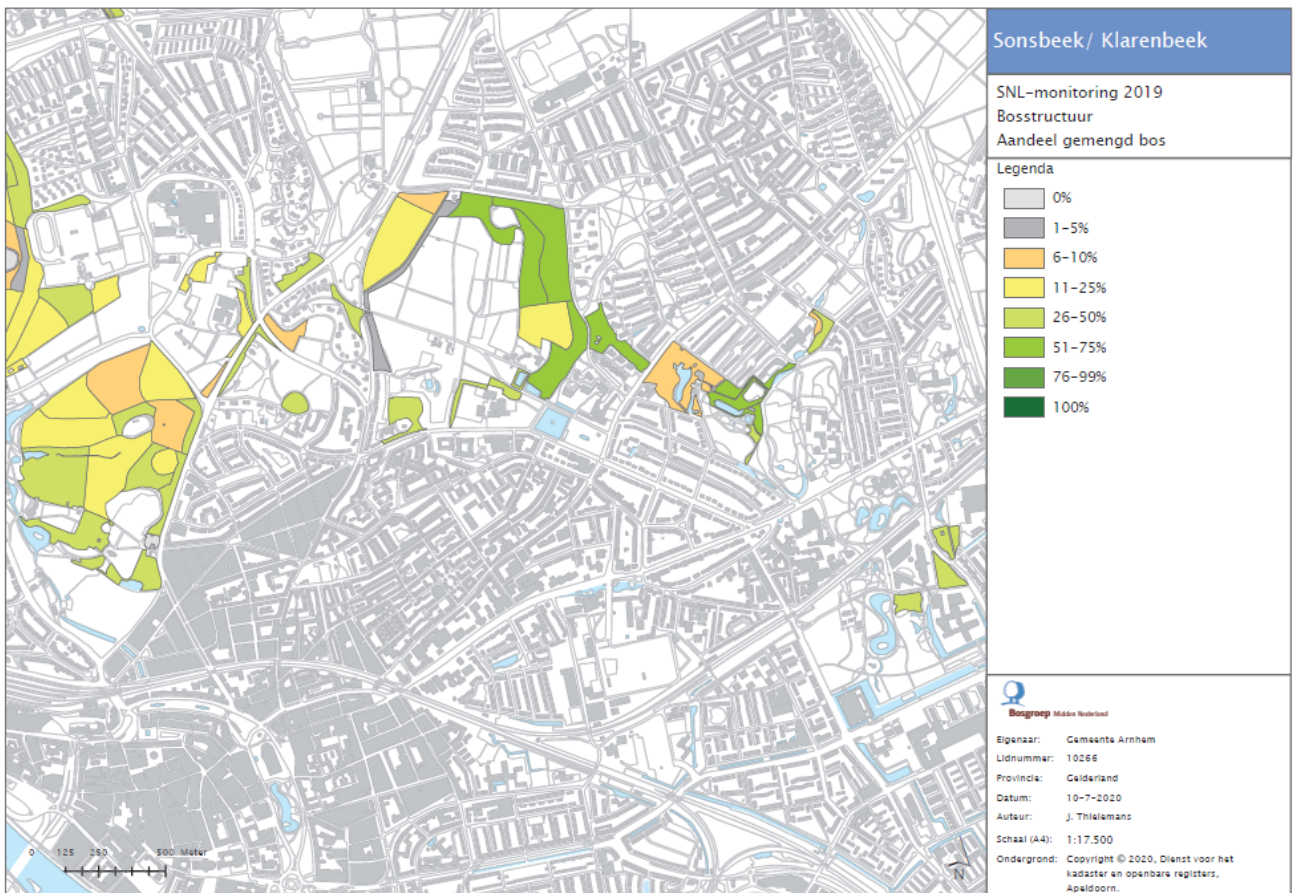 Sonsbeek/ Klarenbeek
SNL-monitoring 2019
Bosstructuur
Aandeel gemengd bos
Legenda
0%
1-5%
6-10%
11-25%
26-50%
51-75%
76-99%
100%
Bosgroep Midden Nederland
Eigenaar: Gemeente Arnhem
Lidnummer: 10266
Provincie: Gelderland
Datum: 10-7-2020
Auteur: J. Thielemans
Schaal (A4): 1:17.500
Ondergrond: Copyright © 2020, Dienst voor het
kadaster en openbare registers,
Apeldoorn.
0 125 250 500 Meter
N